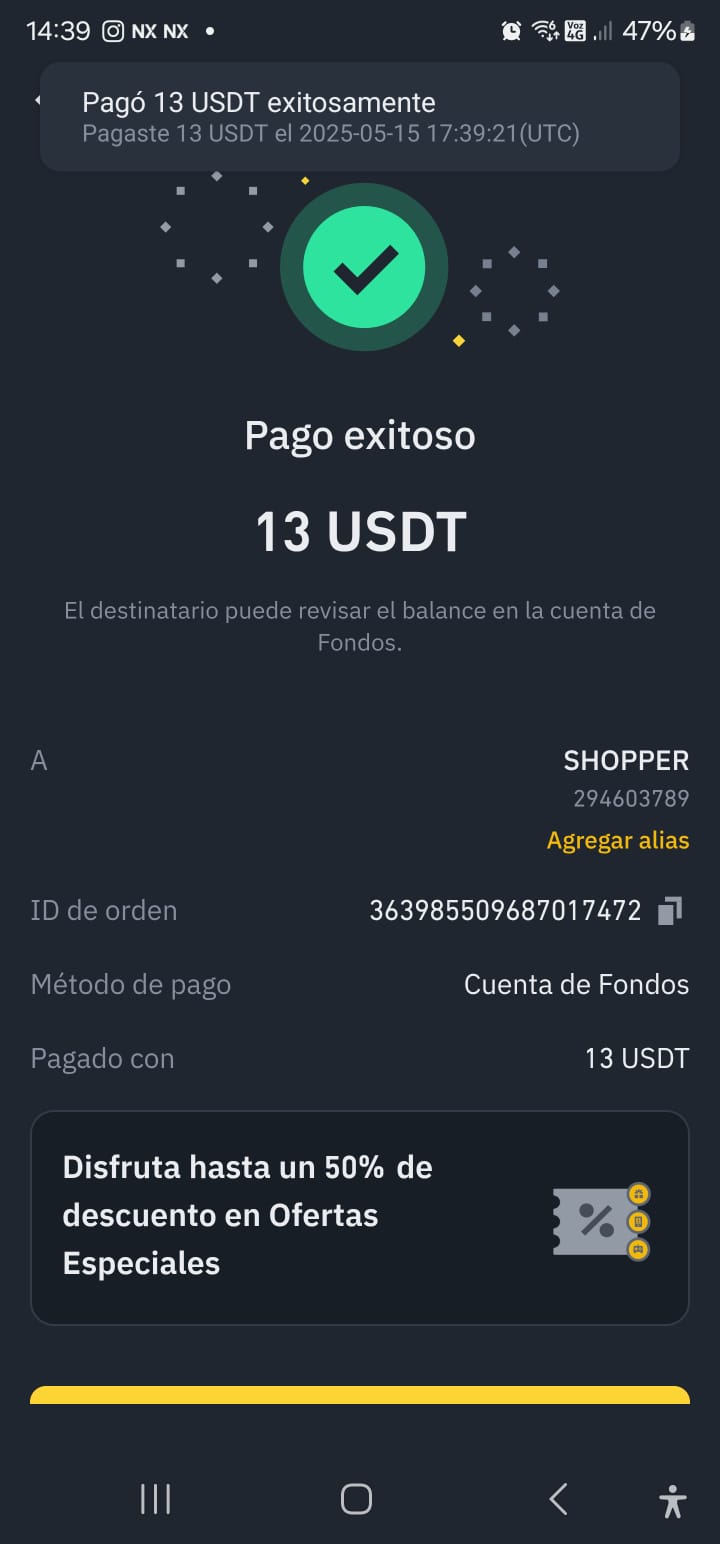 14:39 NX NX Voz 4G 47%
Pagó 13 USDT exitosamente
Pagaste 13 USDT el 2025-05-15 17:39:21(UTC)
Pago exitoso
13 USDT
El destinatario puede revisar el balance en la cuenta de
Fondos.
A SHOPPER
294603789
Agregar alias
ID de orden 363985509687017472
Método de pago Cuenta de Fondos
Pagado con 13 USDT
Disfruta hasta un 50% de
descuento en Ofertas
Especiales
%